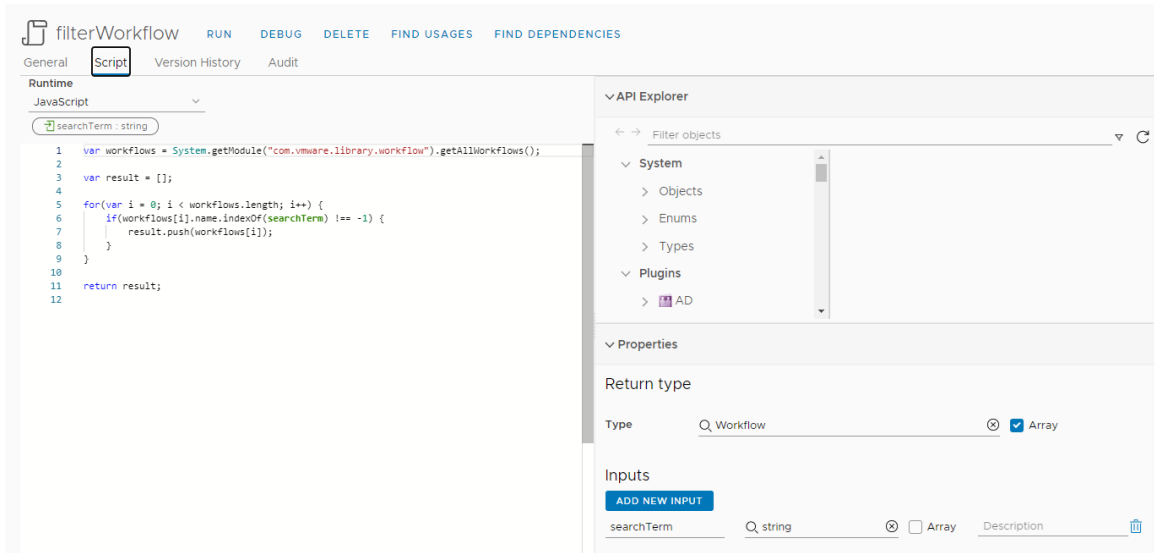 filterWorkflow RUN DEBUG DELETE FIND USAGES FIND DEPENDENCIES
General Script Version History Audit
Runtime
JavaScript
searchTerm : string
1 var workflows = System.getModule("com.vmware.library.workflow").getAllWorkflows();
2
3 var result = [];
4
5 for(var i = 0; i < workflows.length; i++) {
6 if(workflows[i].name.indexOf(searchTerm) !== -1) {
7 result.push(workflows[i]);
8 }
9 }
10
11 return result;
12
API Explorer
Filter objects
System
Objects
Enums
Types
Plugins
AD
Properties
Return type
Type Workflow Array
Inputs
ADD NEW INPUT
searchTerm string Array Description